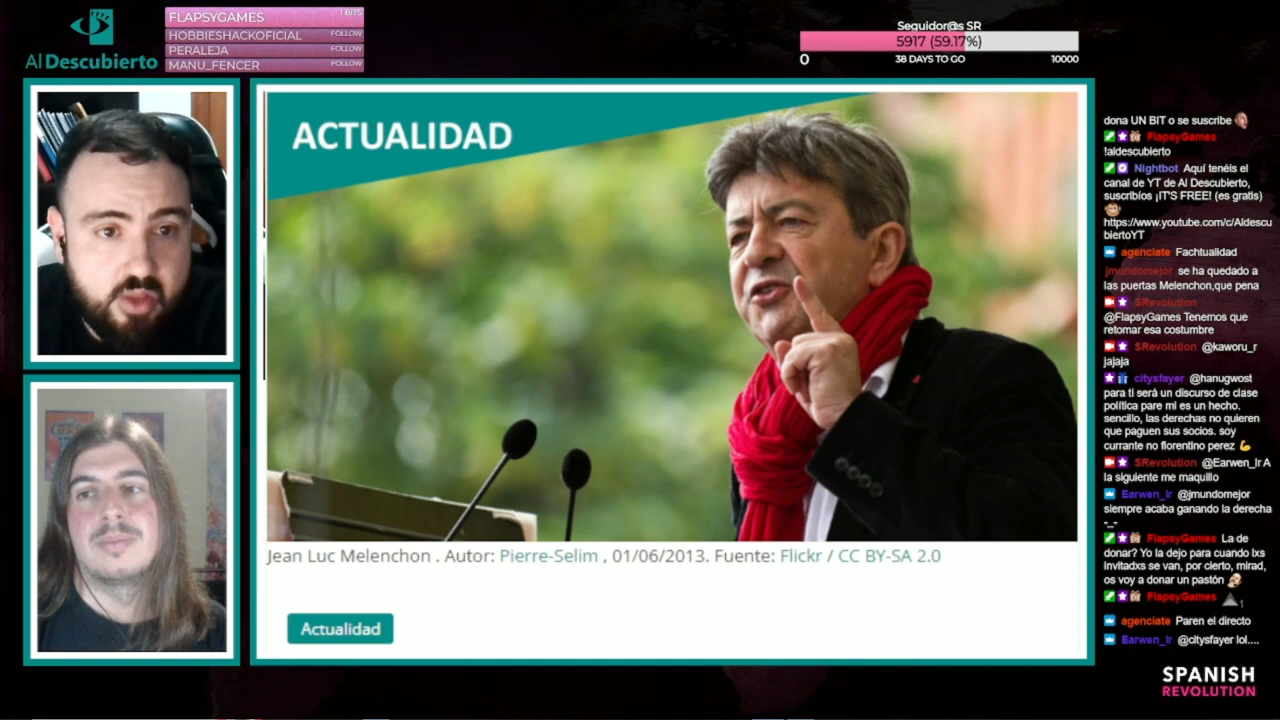 Al Descubierto
FLAPSYGAMES
1 BITS
HOBBIESHACKOFICIAL
FOLLOW
PERALEJA
FOLLOW
MANU_FENCER
FOLLOW
Seguidor@s SR
5917 (59.17%)
0
38 DAYS TO GO
10000
ACTUALIDAD
Jean Luc Melenchon . Autor: Pierre-Selim , 01/06/2013. Fuente: Flickr / CC BY-SA 2.0
Actualidad
dona UN BIT o se suscribe
FlapsyGames
!aldescubierto
Nightbot Aquí tenéis el
canal de YT de Al Descubierto,
suscribíos ¡IT'S FREE! (es gratis)
https://www.youtube.com/c/Aldescu
biertoYT
agenciate Fachtualidad
jmundomejor se ha quedado a
las puertas Melenchon,que pena
SRevolution
@FlapsyGames Tenemos que
retomar esa costumbre
SRevolution @kaworu_r
jajaja
citysfayer @hanugwost
para ti será un discurso de clase
política pare mi es un hecho.
sencillo, las derechas no quieren
que paguen sus socios. soy
currante no florentino perez
SRevolution @Earwen_Ir A
la siguiente me maquillo
Earwen_Ir @jmundomejor
siempre acaba ganando la derecha
-_-
FlapsyGames La de
donar? Yo la dejo para cuando lxs
invitadxs se van, por cierto, mirad,
os voy a donar un pastón
FlapsyGames 1
agenciate Paren el directo
Earwen_Ir @citysfayer lol....
SPANISH
REVOLUTION